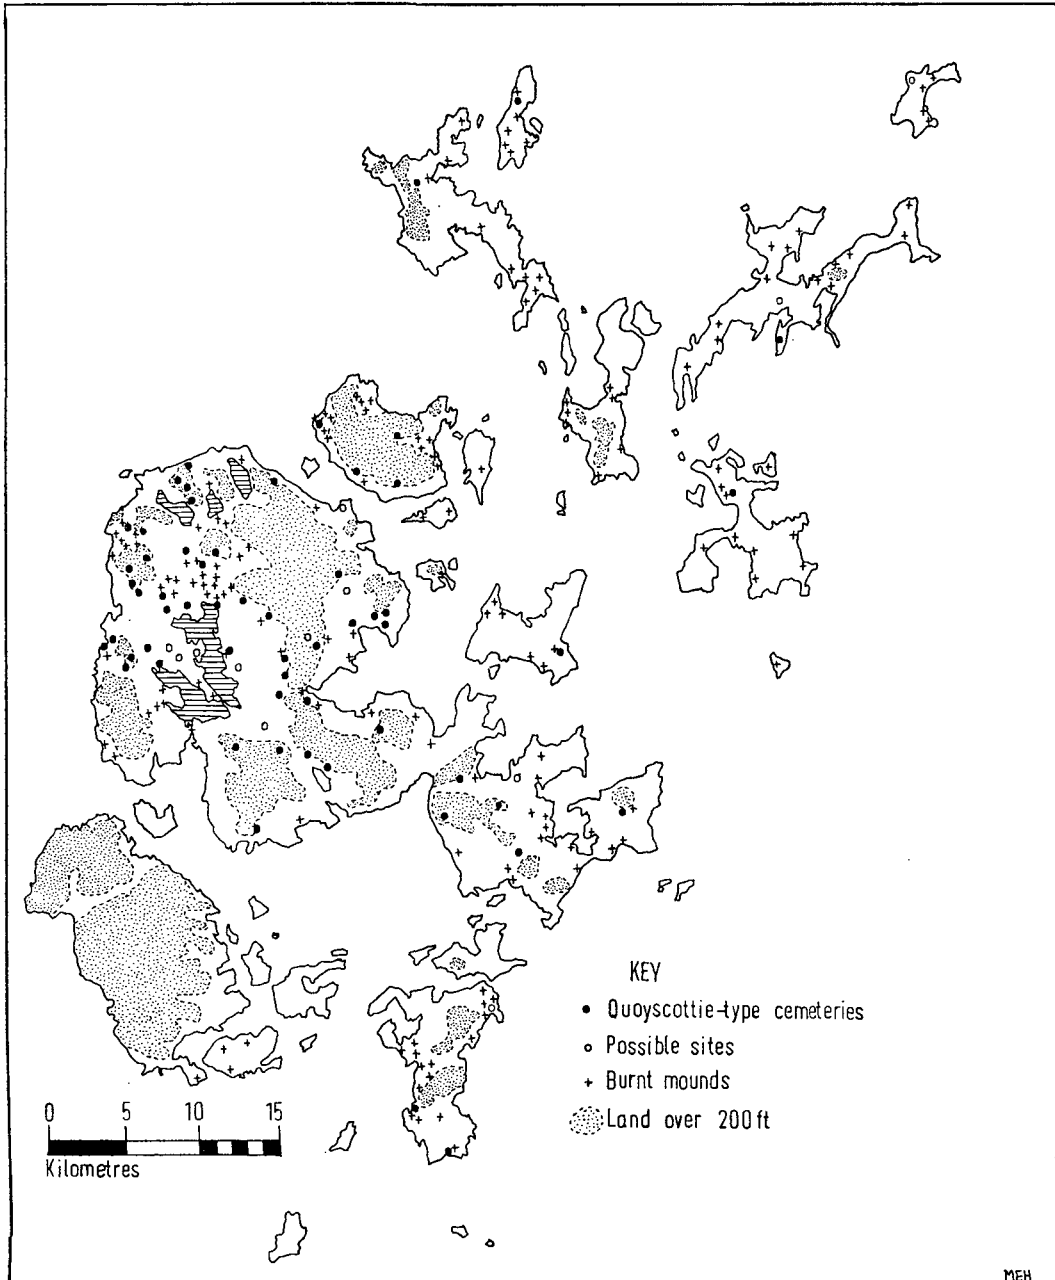 KEY
Quoyscottie-type cemeteries
Possible sites
Burnt mounds
Land over 200 ft
0 5 10 15
Kilometres
MEH